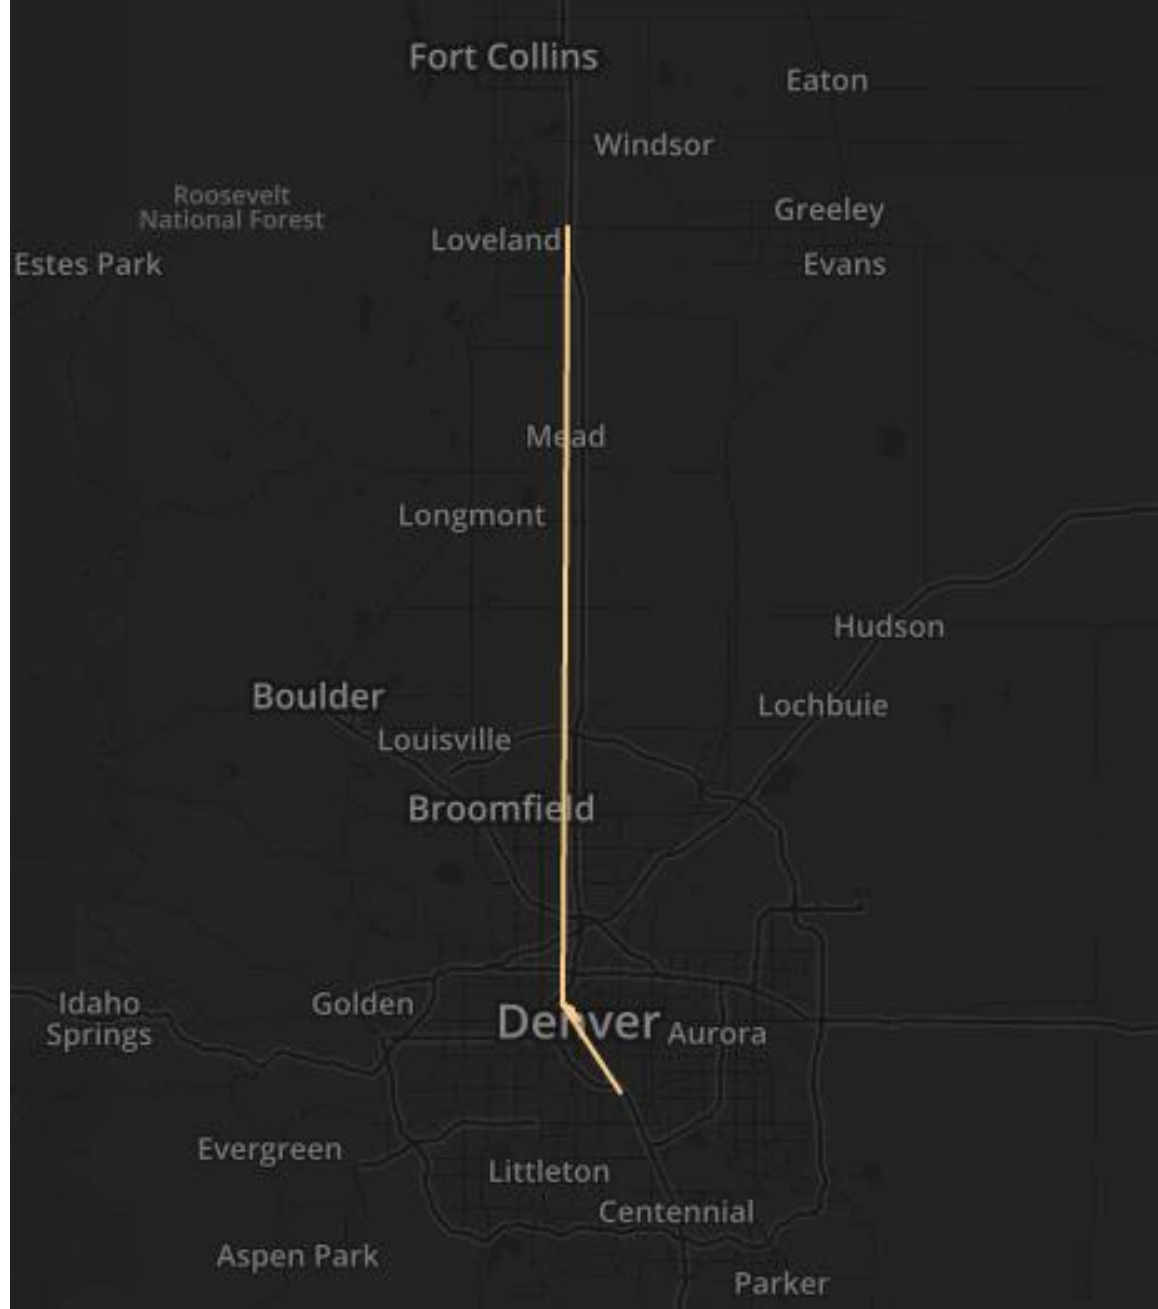 Fort Collins
Eaton
Windsor
Roosevelt
National Forest
Greeley
Loveland
Estes Park
Evans
Mead
Longmont
Hudson
Boulder
Lochbuie
Louisville
Broomfield
Idaho
Springs
Golden
Denver
Aurora
Evergreen
Littleton
Centennial
Aspen Park
Parker